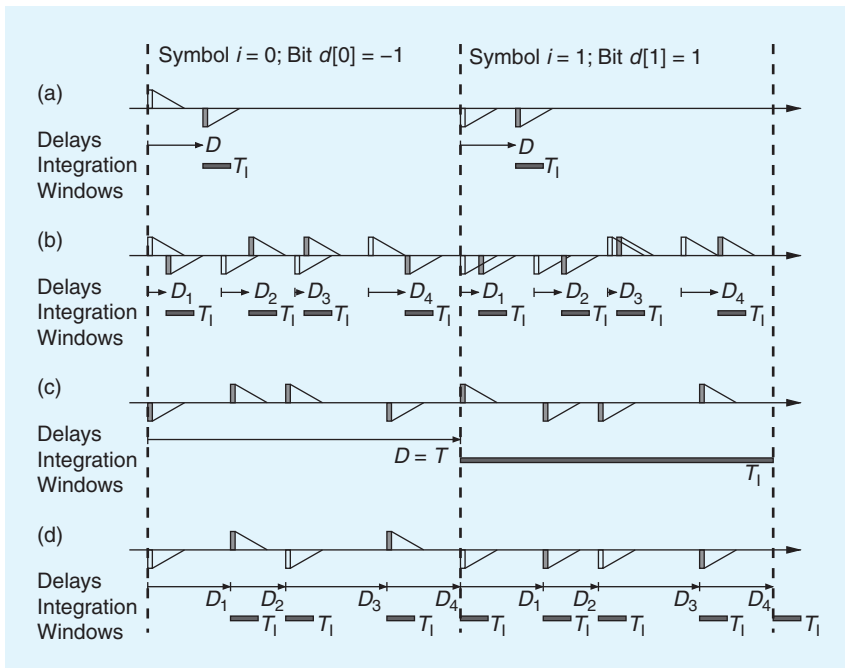 Symbol i = 0; Bit d[0] = −1 Symbol i = 1; Bit d[1] = 1
(a)
Delays D D
Integration T_I T_I
Windows
(b)
Delays D_1 D_2 D_3 D_4 D_1 D_2 D_3 D_4
Integration T_I T_I T_I T_I T_I T_I T_I T_I
Windows
(c)
Delays
Integration D = T T_I
Windows
(d)
Delays D_1 D_2 D_3 D_4 D_1 D_2 D_3 D_4
Integration T_I T_I T_I T_I T_I T_I T_I T_I
Windows